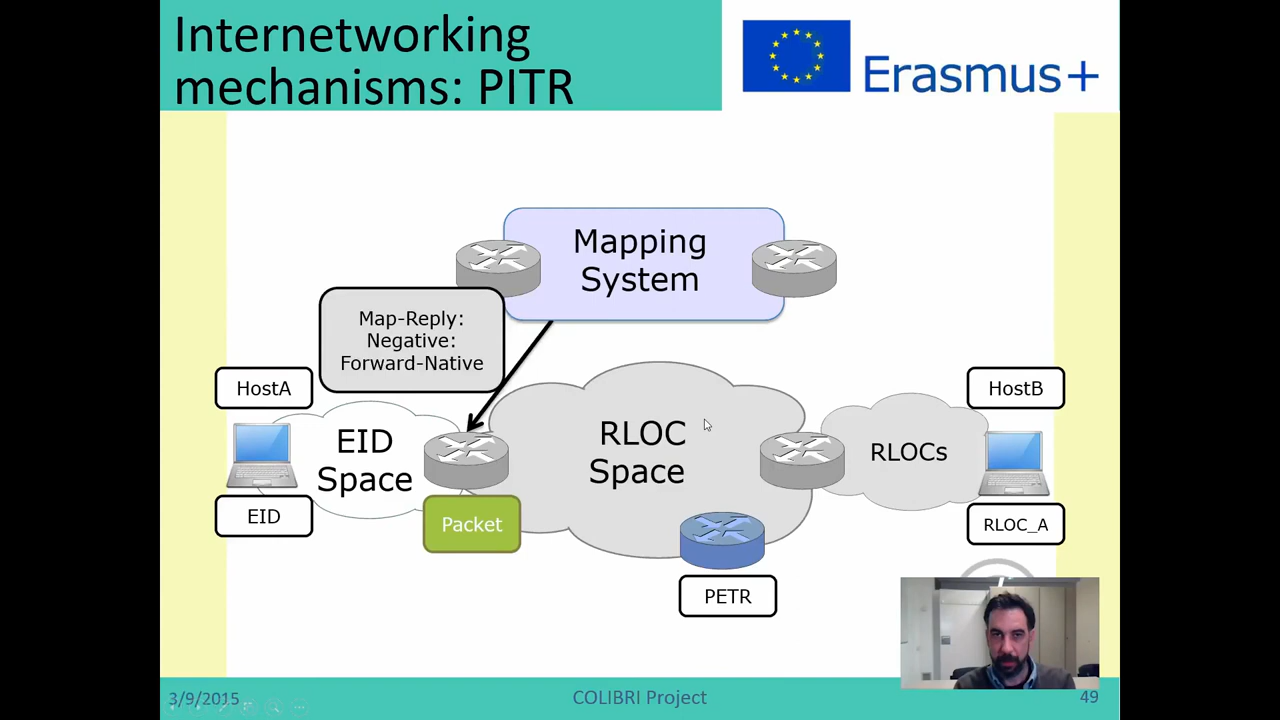 Internetworking
mechanisms: PITR
Erasmus+
Mapping
System
Map-Reply:
Negative:
Forward-Native
HostA
HostB
EID
Space
RLOC
Space
RLOCs
EID
Packet
RLOC_A
PETR
3/9/2015
COLIBRI Project
49